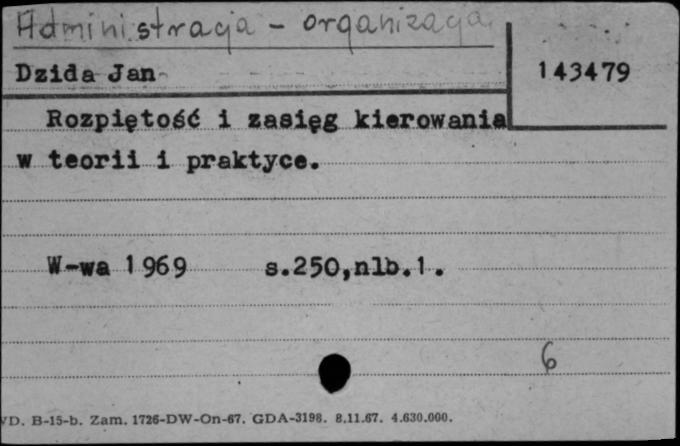 Administracja - organizacja
Dzida Jan
143479
Rozpiętość i zasięg kierowania
w teorii i praktyce.
W-wa 1969 s.250,nlb.1.
6
VD. B-15-b. Zam. 1726-DW-On-67. GDA-3198. 8.11.67. 4.630.000.